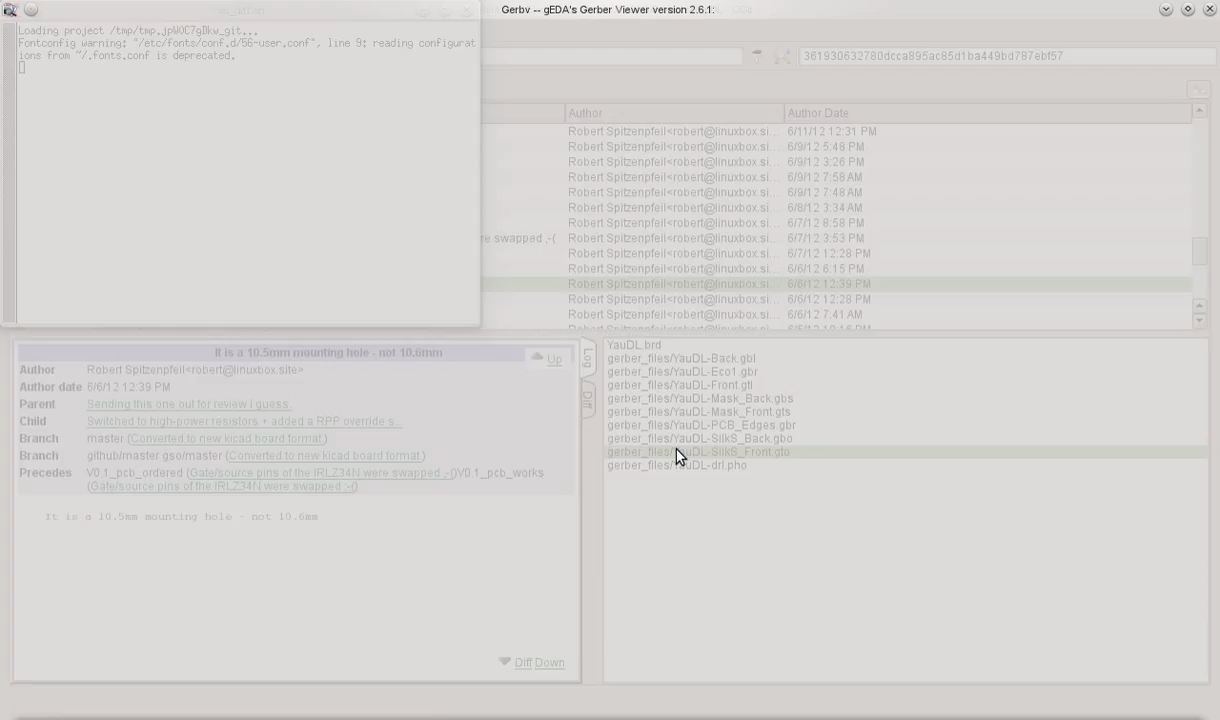 Gerbv -- gEDA's Gerber Viewer version 2.6.1:
Loading project /tmp/tmp.jpWOC7gBkw_git...
Fontconfig warning: "/etc/fonts/conf.d/56-user.conf", line 9: reading configurat
ions from ~/.fonts.conf is deprecated.
361930632780dcca895ac85d1ba449bd787ebf57
Author Author Date
Robert Spitzenpfeil<robert@linuxbox.si... 6/11/12 12:31 PM
Robert Spitzenpfeil<robert@linuxbox.si... 6/9/12 5:48 PM
Robert Spitzenpfeil<robert@linuxbox.si... 6/9/12 3:26 PM
Robert Spitzenpfeil<robert@linuxbox.si... 6/9/12 7:58 AM
Robert Spitzenpfeil<robert@linuxbox.si... 6/9/12 7:48 AM
Robert Spitzenpfeil<robert@linuxbox.si... 6/8/12 3:34 AM
Robert Spitzenpfeil<robert@linuxbox.si... 6/7/12 8:58 PM
re swapped ;-( Robert Spitzenpfeil<robert@linuxbox.si... 6/7/12 3:53 PM
Robert Spitzenpfeil<robert@linuxbox.si... 6/7/12 12:28 PM
Robert Spitzenpfeil<robert@linuxbox.si... 6/6/12 6:15 PM
Robert Spitzenpfeil<robert@linuxbox.si... 6/6/12 12:39 PM
Robert Spitzenpfeil<robert@linuxbox.si... 6/6/12 12:28 PM
Robert Spitzenpfeil<robert@linuxbox.si... 6/6/12 7:41 AM
It is a 10.5mm mounting hole - not 10.6mm
Up
Author Robert Spitzenpfeil<robert@linuxbox.site>
Author date 6/6/12 12:39 PM
Parent Sending this one out for review I guess.
Child Switched to high-power resistors + added a RPP override s...
Branch master (Converted to new kicad board format.)
Branch github/master gso/master (Converted to new kicad board format.)
Precedes V0.1_pcb_ordered (Gate/source pins of the IRLZ34N were swapped ;-()V0.1_pcb_works
(Gate/source pins of the IRLZ34N were swapped ;-()
It is a 10.5mm mounting hole - not 10.6mm
Diff Down
Log
Diff
YauDL.brd
gerber_files/YauDL-Back.gbl
gerber_files/YauDL-Eco1.gbr
gerber_files/YauDL-Front.gtl
gerber_files/YauDL-Mask_Back.gbs
gerber_files/YauDL-Mask_Front.gts
gerber_files/YauDL-PCB_Edges.gbr
gerber_files/YauDL-SilkS_Back.gbo
gerber_files/YauDL-SilkS_Front.gto
gerber_files/YauDL-drl.pho